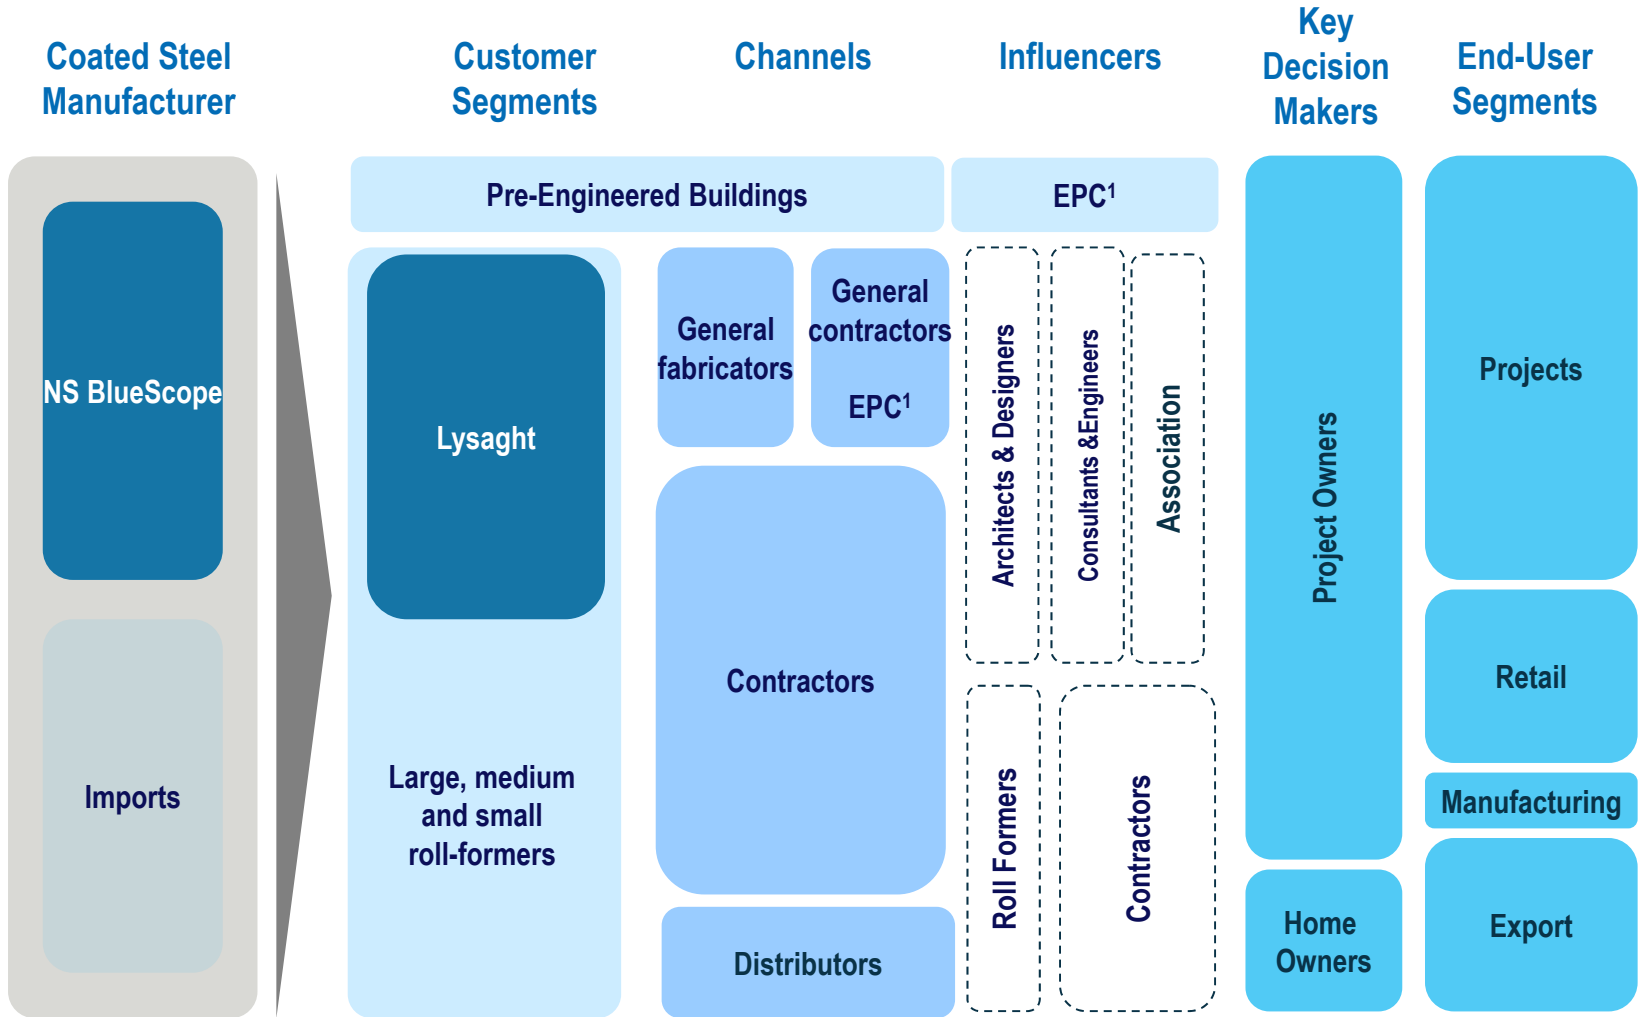 Coated Steel
Manufacturer
Customer
Segments
Channels
Influencers
Key
Decision
Makers
End-User
Segments
NS BlueScope
Imports
Pre-Engineered Buildings
EPC¹
Lysaght
Large, medium
and small
roll-formers
General
fabricators
General
contractors
EPC¹
Contractors
Distributors
Architects & Designers
Consultants &Engineers
Association
Roll Formers
Contractors
Project Owners
Home
Owners
Projects
Retail
Manufacturing
Export